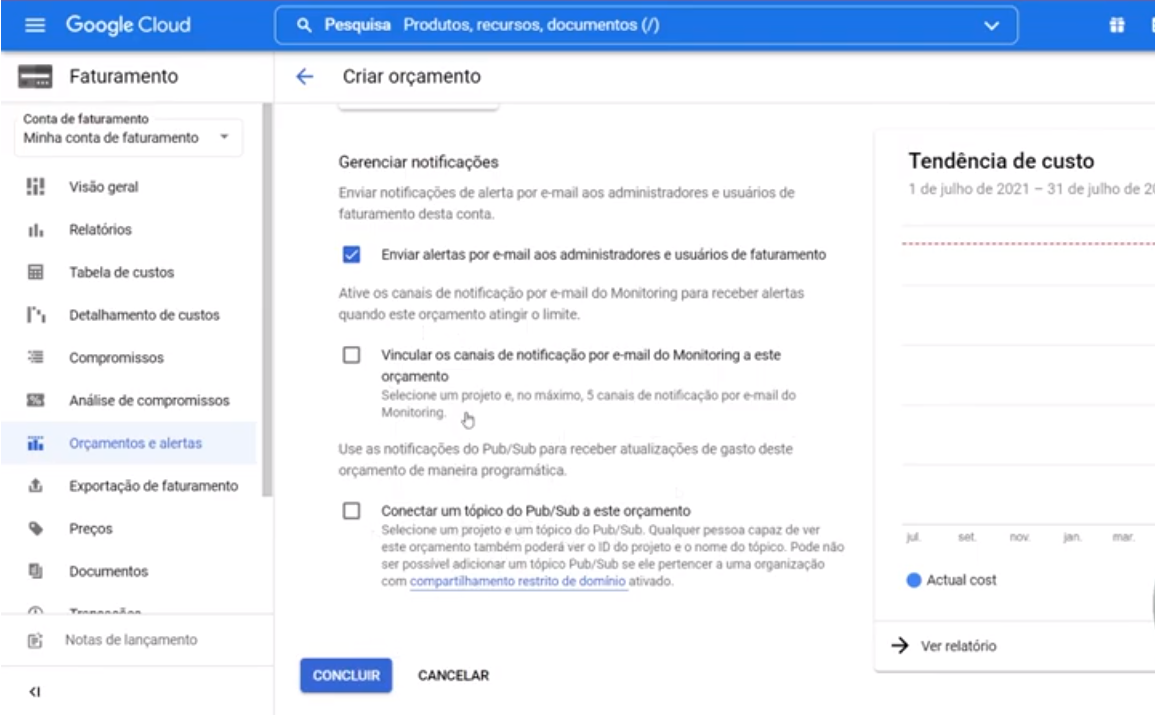 Google Cloud
Pesquisa Produtos, recursos, documentos (/)
Faturamento
Criar orçamento
Conta de faturamento
Minha conta de faturamento
Visão geral
Relatórios
Tabela de custos
Detalhamento de custos
Compromissos
Análise de compromissos
Orçamentos e alertas
Exportação de faturamento
Preços
Documentos
Transações
Notas de lançamento
Gerenciar notificações
Enviar notificações de alerta por e-mail aos administradores e usuários de
faturamento desta conta.
Enviar alertas por e-mail aos administradores e usuários de faturamento
Ative os canais de notificação por e-mail do Monitoring para receber alertas
quando este orçamento atingir o limite.
Vincular os canais de notificação por e-mail do Monitoring a este
orçamento
Selecione um projeto e, no máximo, 5 canais de notificação por e-mail do
Monitoring.
Use as notificações do Pub/Sub para receber atualizações de gasto deste
orçamento de maneira programática.
Conectar um tópico do Pub/Sub a este orçamento
Selecione um projeto e um tópico do Pub/Sub. Qualquer pessoa capaz de ver
este orçamento também poderá ver o ID do projeto e o nome do tópico. Pode não
ser possível adicionar um tópico Pub/Sub se ele pertencer a uma organização
com compartilhamento restrito de domínio ativado.
CONCLUIR CANCELAR
Tendência de custo
1 de julho de 2021 – 31 de julho de 20
jul. set. nov. jan. mar.
Actual cost
Ver relatório